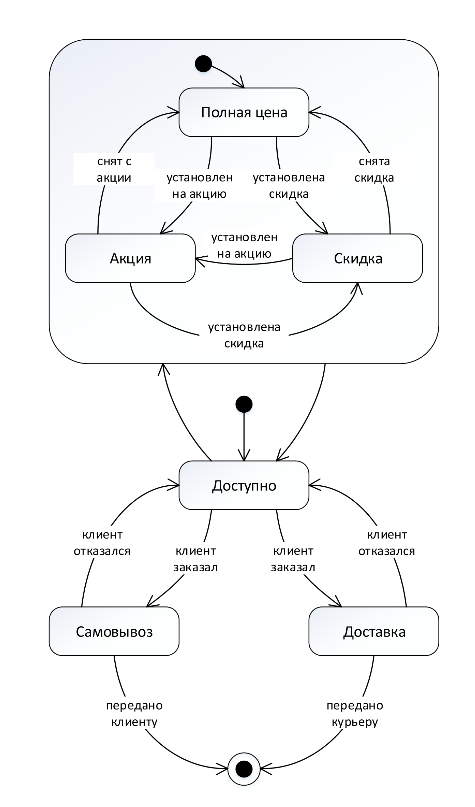 Полная цена
снят с
акции
установлен
на акцию
установлена
скидка
снята
скидка
Акция
установлен
на акцию
Скидка
установлена
скидка
Доступно
клиент
отказался
клиент
заказал
клиент
заказал
клиент
отказался
Самовывоз
Доставка
передано
клиенту
передано
курьеру